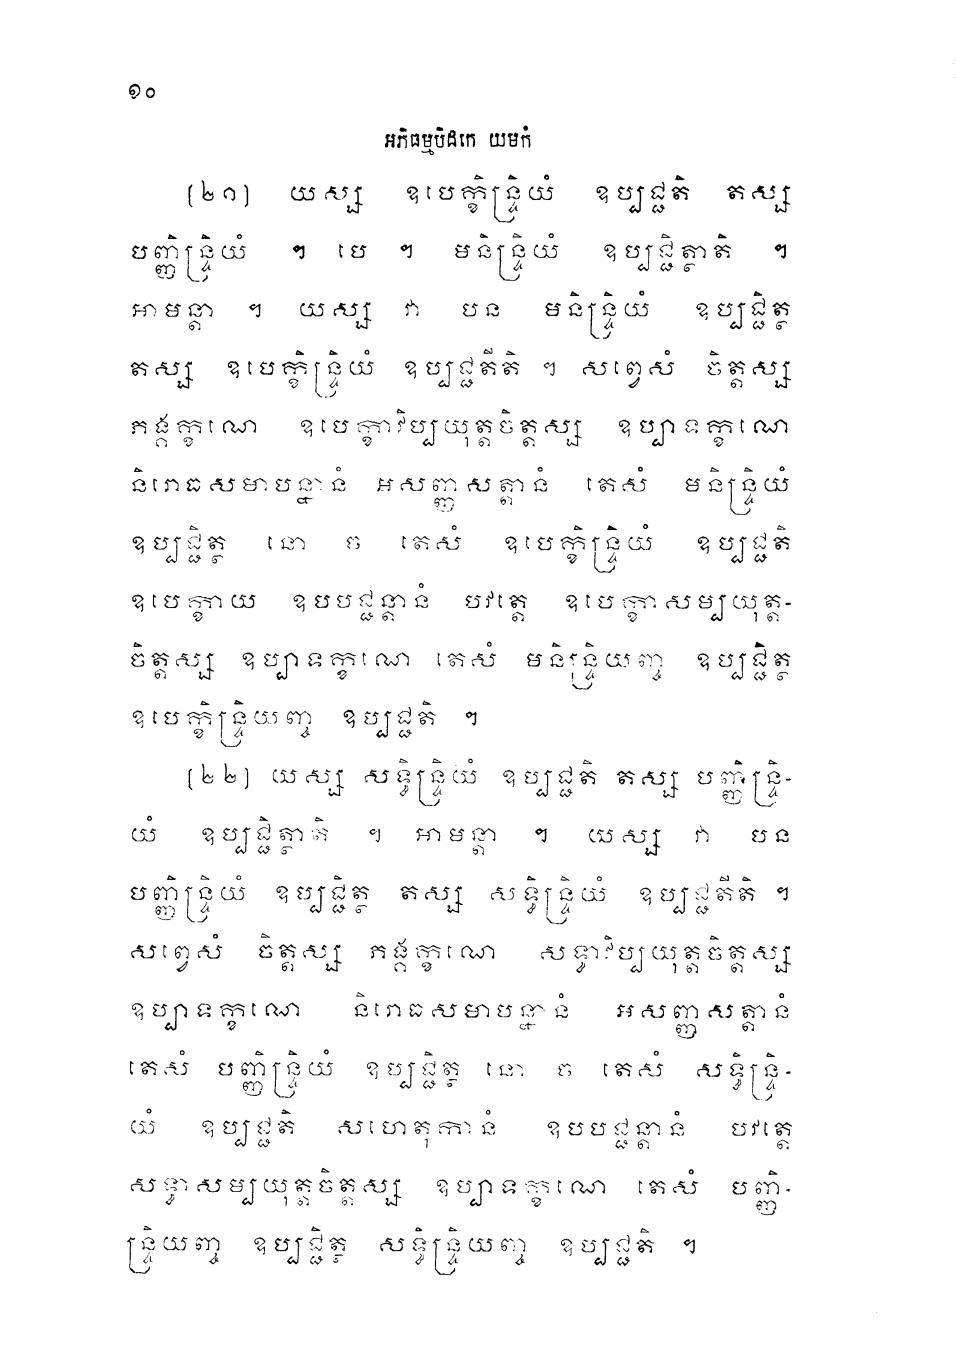 ១០
អភិធម្មបិដកេ យមកំ
(២១) យស្ស ឧបេក្ខិន្ទ្រិយំ ឧប្បជ្ជតិ តស្ស
បញ្ញិន្ទ្រិយំ ។ បេ ។ មនិន្ទ្រិយំ ឧប្បជ្ជិត្ថាតិ ។
អាមន្តា ។ យស្ស វា បន មនិន្ទ្រិយំ ឧប្បជ្ជិត្ថ
តស្ស ឧបេក្ខិន្ទ្រិយំ ឧប្បជ្ជតីតិ ។ សព្វេសំ ចិត្តស្ស
ភង្គក្ខណេ ឧបេក្ខាវិប្បយុត្តចិត្តស្ស ឧប្បាទក្ខណេ
និរោធសមាបន្នានំ អសញ្ញសត្តានំ តេសំ មនិន្ទ្រិយំ
ឧប្បជ្ជិត្ថ នោ ច តេសំ ឧបេក្ខិន្ទ្រិយំ ឧប្បជ្ជតិ
ឧបេក្ខាយ ឧបបជ្ជន្តានំ បវត្តេ ឧបេក្ខាសម្បយុត្ត-
ចិត្តស្ស ឧប្បាទក្ខណេ តេសំ មនិន្ទ្រិយញ្ច ឧប្បជ្ជិត្ថ
ឧបេក្ខិន្ទ្រិយញ្ច ឧប្បជ្ជតិ ។
(២២) យស្ស សទ្ធិន្ទ្រិយំ ឧប្បជ្ជតិ តស្ស បញ្ញិន្ទ្រិ-
យំ ឧប្បជ្ជិត្ថាតិ ។ អាមន្តា ។ យស្ស វា បន
បញ្ញិន្ទ្រិយំ ឧប្បជ្ជិត្ថ តស្ស សទ្ធិន្ទ្រិយំ ឧប្បជ្ជតីតិ ។
សព្វេសំ ចិត្តស្ស ភង្គក្ខណេ សទ្ធាវិប្បយុត្តចិត្តស្ស
ឧប្បាទក្ខណេ និរោធសមាបន្នានំ អសញ្ញសត្តានំ
តេសំ បញ្ញិន្ទ្រិយំ ឧប្បជ្ជិត្ថ នោ ច តេសំ សទ្ធិន្ទ្រិ-
យំ ឧប្បជ្ជតិ សហេតុកានំ ឧបបជ្ជន្តានំ បវត្តេ
សទ្ធាសម្បយុត្តចិត្តស្ស ឧប្បាទក្ខណេ តេសំ បញ្ញិ-
ន្ទ្រិយញ្ច ឧប្បជ្ជិត្ថ សទ្ធិន្ទ្រិយញ្ច ឧប្បជ្ជតិ ។